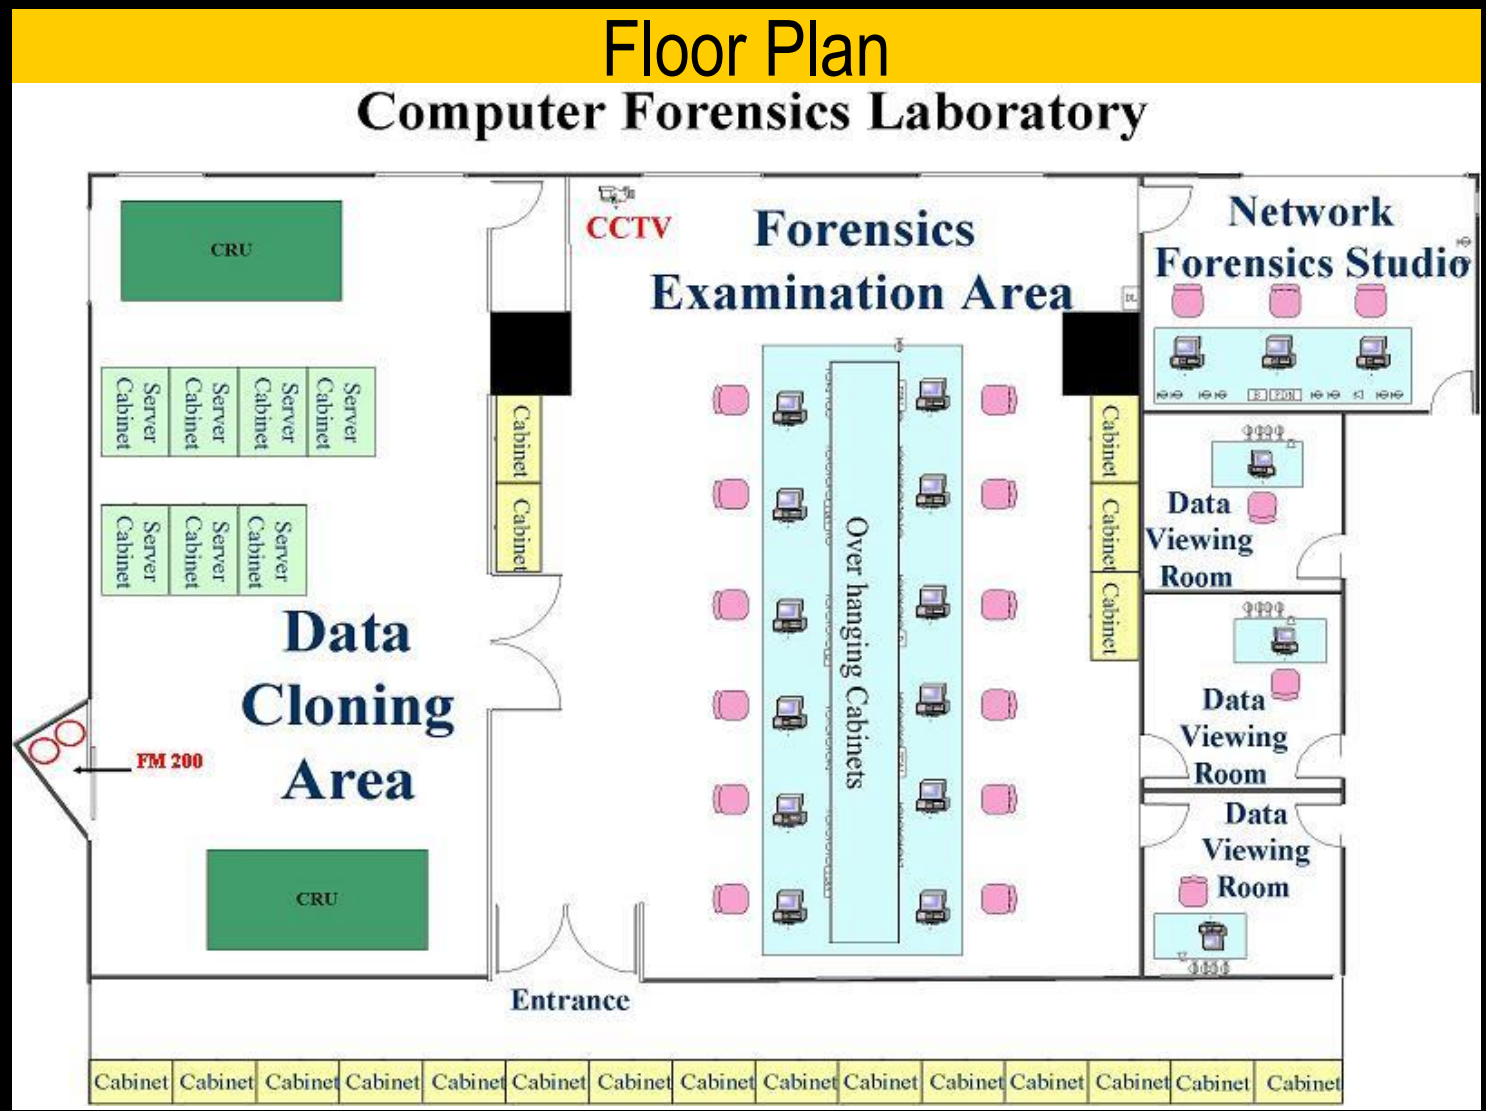 Floor Plan
Computer Forensics Laboratory
CRU
CCTV
Forensics
Examination Area
DL
Network
Forensics Studio
Server
Cabinet
Server
Cabinet
Server
Cabinet
Server
Cabinet
Server
Cabinet
Server
Cabinet
Server
Cabinet
Cabinet
Cabinet
Over hanging Cabinets
Cabinet
Cabinet
Cabinet
Data
Viewing
Room
Data
Viewing
Room
Data
Viewing
Room
Data
Cloning
Area
FM 200
CRU
Entrance
Cabinet Cabinet Cabinet Cabinet Cabinet Cabinet Cabinet Cabinet Cabinet Cabinet Cabinet Cabinet Cabinet Cabinet Cabinet